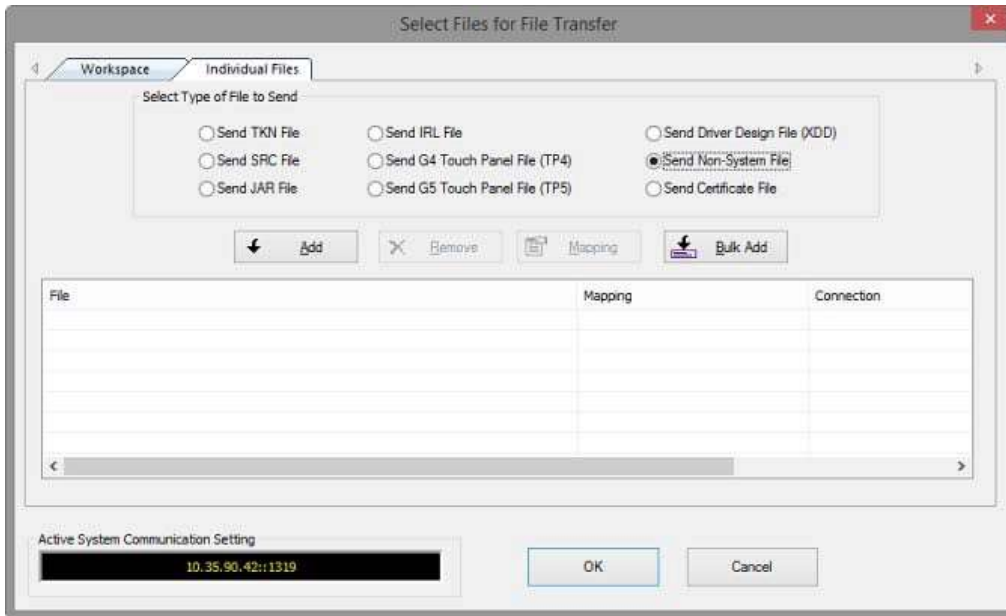 Select Files for File Transfer
Workspace
Individual Files
Select Type of File to Send
Send TKN File
Send IRL File
Send Driver Design File (XDD)
Send SRC File
Send G4 Touch Panel File (TP4)
Send Non-System File
Send JAR File
Send G5 Touch Panel File (TP5)
Send Certificate File
Add
Remove
Mapping
Bulk Add
File
Mapping
Connection
Active System Communication Setting
10.35.90.42::1319
OK
Cancel